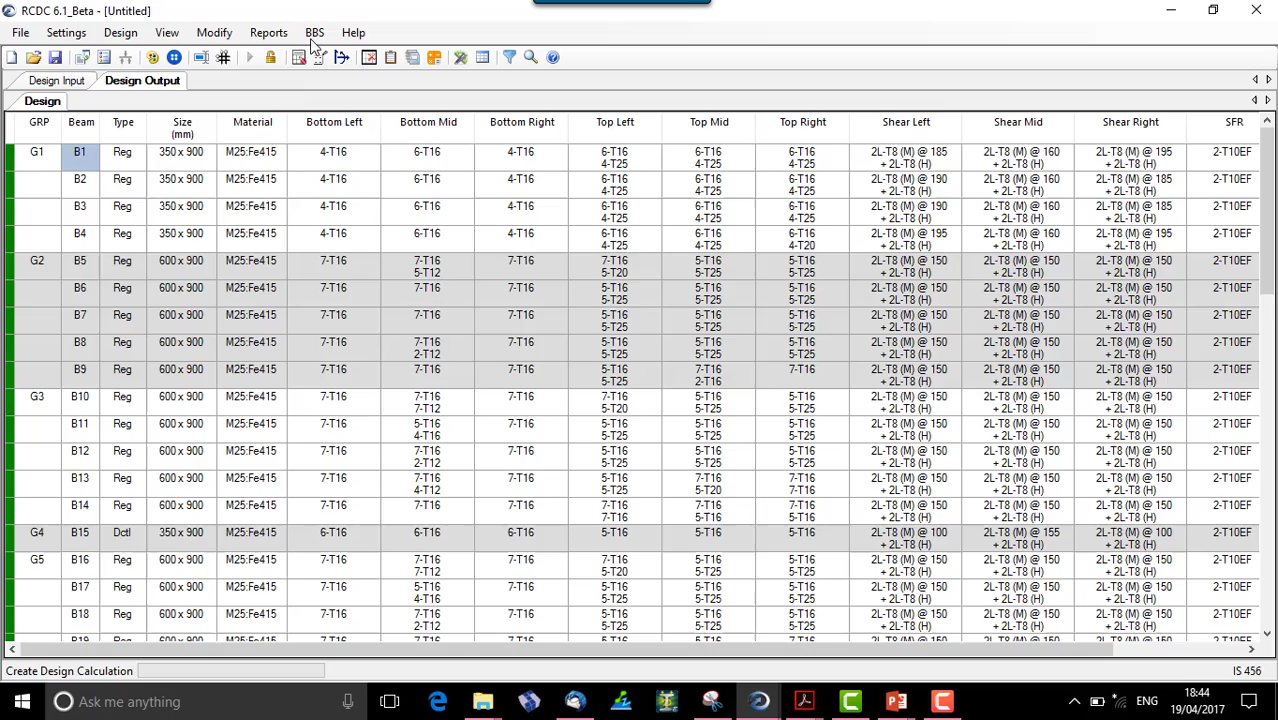 RCDC 6.1_Beta - [Untitled]
File Settings Design View Modify Reports BBS Help
Design Input Design Output
Design
GRP Beam Type Size (mm) Material Bottom Left Bottom Mid Bottom Right Top Left Top Mid Top Right Shear Left Shear Mid Shear Right SFR
G1 B1 Reg 350 x 900 M25:Fe415 4-T16 6-T16 4-T16 6-T16 6-T16 6-T16 2L-T8 (M) @ 185 2L-T8 (M) @ 160 2L-T8 (M) @ 195 2-T10EF
4-T25 4-T25 4-T25 + 2L-T8 (H) + 2L-T8 (H) + 2L-T8 (H)
B2 Reg 350 x 900 M25:Fe415 4-T16 6-T16 4-T16 6-T16 6-T16 6-T16 2L-T8 (M) @ 190 2L-T8 (M) @ 160 2L-T8 (M) @ 185 2-T10EF
4-T25 4-T25 4-T25 + 2L-T8 (H) + 2L-T8 (H) + 2L-T8 (H)
B3 Reg 350 x 900 M25:Fe415 4-T16 6-T16 4-T16 6-T16 6-T16 6-T16 2L-T8 (M) @ 190 2L-T8 (M) @ 160 2L-T8 (M) @ 185 2-T10EF
4-T25 4-T25 4-T25 + 2L-T8 (H) + 2L-T8 (H) + 2L-T8 (H)
B4 Reg 350 x 900 M25:Fe415 4-T16 6-T16 4-T16 6-T16 6-T16 6-T16 2L-T8 (M) @ 195 2L-T8 (M) @ 160 2L-T8 (M) @ 195 2-T10EF
4-T25 4-T25 4-T20 + 2L-T8 (H) + 2L-T8 (H) + 2L-T8 (H)
G2 B5 Reg 600 x 900 M25:Fe415 7-T16 7-T16 7-T16 7-T16 5-T16 5-T16 2L-T8 (M) @ 150 2L-T8 (M) @ 150 2L-T8 (M) @ 150 2-T10EF
5-T12 5-T20 5-T25 5-T25 + 2L-T8 (H) + 2L-T8 (H) + 2L-T8 (H)
B6 Reg 600 x 900 M25:Fe415 7-T16 7-T16 7-T16 5-T16 5-T16 5-T16 2L-T8 (M) @ 150 2L-T8 (M) @ 150 2L-T8 (M) @ 150 2-T10EF
5-T25 5-T25 5-T25 + 2L-T8 (H) + 2L-T8 (H) + 2L-T8 (H)
B7 Reg 600 x 900 M25:Fe415 7-T16 7-T16 7-T16 5-T16 5-T16 5-T16 2L-T8 (M) @ 150 2L-T8 (M) @ 150 2L-T8 (M) @ 150 2-T10EF
5-T25 5-T25 5-T25 + 2L-T8 (H) + 2L-T8 (H) + 2L-T8 (H)
B8 Reg 600 x 900 M25:Fe415 7-T16 7-T16 7-T16 5-T16 5-T16 5-T16 2L-T8 (M) @ 150 2L-T8 (M) @ 150 2L-T8 (M) @ 150 2-T10EF
2-T12 5-T25 5-T25 5-T25 + 2L-T8 (H) + 2L-T8 (H) + 2L-T8 (H)
B9 Reg 600 x 900 M25:Fe415 7-T16 7-T16 7-T16 5-T16 7-T16 7-T16 2L-T8 (M) @ 150 2L-T8 (M) @ 150 2L-T8 (M) @ 150 2-T10EF
5-T25 2-T16 + 2L-T8 (H) + 2L-T8 (H) + 2L-T8 (H)
G3 B10 Reg 600 x 900 M25:Fe415 7-T16 7-T16 7-T16 7-T16 5-T16 5-T16 2L-T8 (M) @ 150 2L-T8 (M) @ 150 2L-T8 (M) @ 150 2-T10EF
7-T12 5-T20 5-T25 5-T25 + 2L-T8 (H) + 2L-T8 (H) + 2L-T8 (H)
B11 Reg 600 x 900 M25:Fe415 7-T16 5-T16 7-T16 5-T16 5-T16 5-T16 2L-T8 (M) @ 150 2L-T8 (M) @ 150 2L-T8 (M) @ 150 2-T10EF
4-T16 5-T25 5-T25 5-T25 + 2L-T8 (H) + 2L-T8 (H) + 2L-T8 (H)
B12 Reg 600 x 900 M25:Fe415 7-T16 7-T16 7-T16 5-T16 5-T16 5-T16 2L-T8 (M) @ 150 2L-T8 (M) @ 150 2L-T8 (M) @ 150 2-T10EF
2-T12 5-T25 5-T25 5-T25 + 2L-T8 (H) + 2L-T8 (H) + 2L-T8 (H)
B13 Reg 600 x 900 M25:Fe415 7-T16 7-T16 7-T16 5-T16 5-T16 7-T16 2L-T8 (M) @ 150 2L-T8 (M) @ 150 2L-T8 (M) @ 150 2-T10EF
4-T12 5-T25 5-T20 7-T16 + 2L-T8 (H) + 2L-T8 (H) + 2L-T8 (H)
B14 Reg 600 x 900 M25:Fe415 7-T16 7-T16 7-T16 7-T16 5-T16 5-T16 2L-T8 (M) @ 150 2L-T8 (M) @ 150 2L-T8 (M) @ 150 2-T10EF
7-T16 5-T25 5-T25 + 2L-T8 (H) + 2L-T8 (H) + 2L-T8 (H)
G4 B15 Dctl 350 x 900 M25:Fe415 6-T16 6-T16 6-T16 5-T16 5-T16 5-T16 2L-T8 (M) @ 100 2L-T8 (M) @ 155 2L-T8 (M) @ 100 2-T10EF
+ 2L-T8 (H) + 2L-T8 (H) + 2L-T8 (H)
G5 B16 Reg 600 x 900 M25:Fe415 7-T16 7-T16 7-T16 7-T16 5-T16 5-T16 2L-T8 (M) @ 150 2L-T8 (M) @ 150 2L-T8 (M) @ 150 2-T10EF
7-T12 5-T20 5-T25 5-T25 + 2L-T8 (H) + 2L-T8 (H) + 2L-T8 (H)
B17 Reg 600 x 900 M25:Fe415 7-T16 5-T16 7-T16 5-T16 5-T16 5-T16 2L-T8 (M) @ 150 2L-T8 (M) @ 150 2L-T8 (M) @ 150 2-T10EF
4-T16 5-T25 5-T25 5-T25 + 2L-T8 (H) + 2L-T8 (H) + 2L-T8 (H)
B18 Reg 600 x 900 M25:Fe415 7-T16 7-T16 7-T16 5-T16 5-T16 5-T16 2L-T8 (M) @ 150 2L-T8 (M) @ 150 2L-T8 (M) @ 150 2-T10EF
2-T12 5-T25 5-T25 5-T25 + 2L-T8 (H) + 2L-T8 (H) + 2L-T8 (H)
Create Design Calculation IS 456
Ask me anything ENG 18:44
19/04/2017